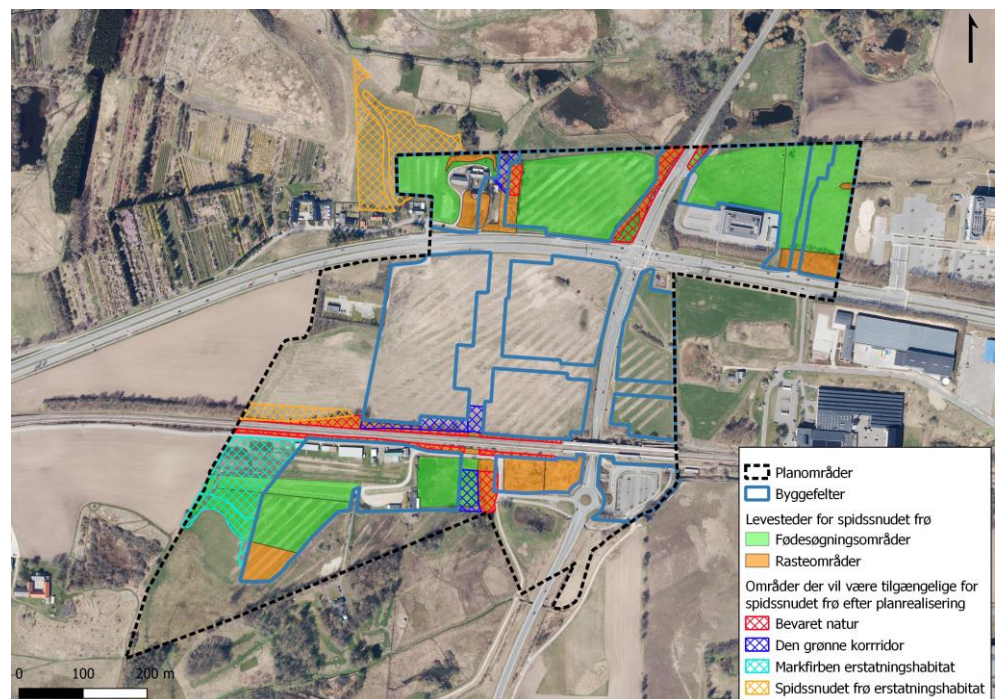 Planområder
Byggefelter
Levesteder for spidssnudet frø
Fødesøgningsområder
Rasteområder
Områder der vil være tilgængelige for
spidssnudet frø efter planrealisering
Bevaret natur
Den grønne korrridor
Markfirben erstatningshabitat
Spidssnudet frø erstatningshabitat
0 100 200 m